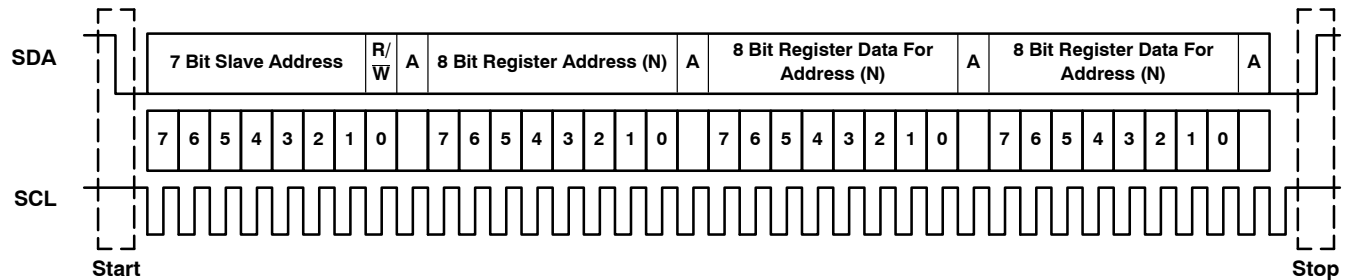 SDA
7 Bit Slave Address
R/
W
A
8 Bit Register Address (N)
A
8 Bit Register Data For
Address (N)
A
8 Bit Register Data For
Address (N)
A
7 6 5 4 3 2 1 0 7 6 5 4 3 2 1 0 7 6 5 4 3 2 1 0 7 6 5 4 3 2 1 0
SCL
Start
Stop